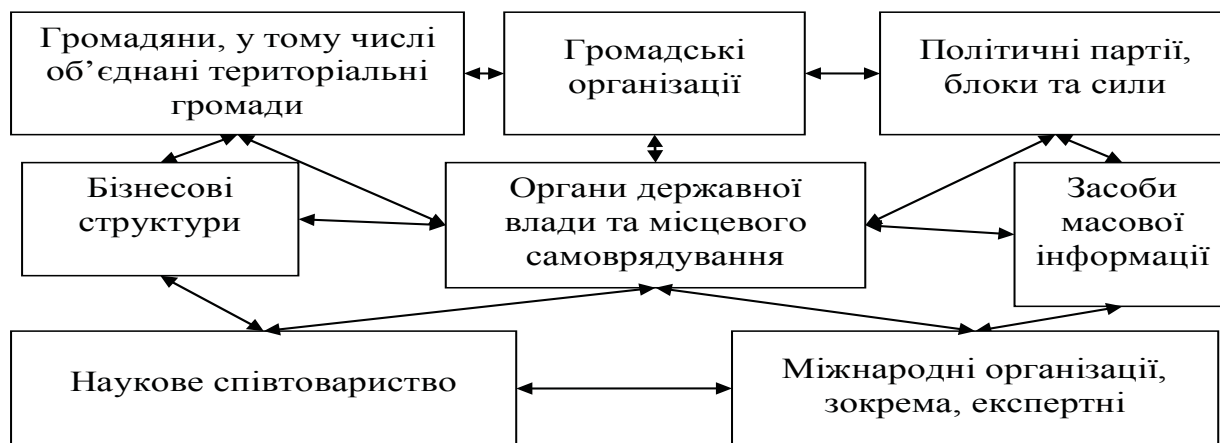 Громадяни, у тому числі
об’єднані територіальні
громади
Громадські
організації
Політичні партії,
блоки та сили
Бізнесові
структури
Органи державної
влади та місцевого
самоврядування
Засоби
масової
інформації
Наукове співтовариство
Міжнародні організації,
зокрема, експертні